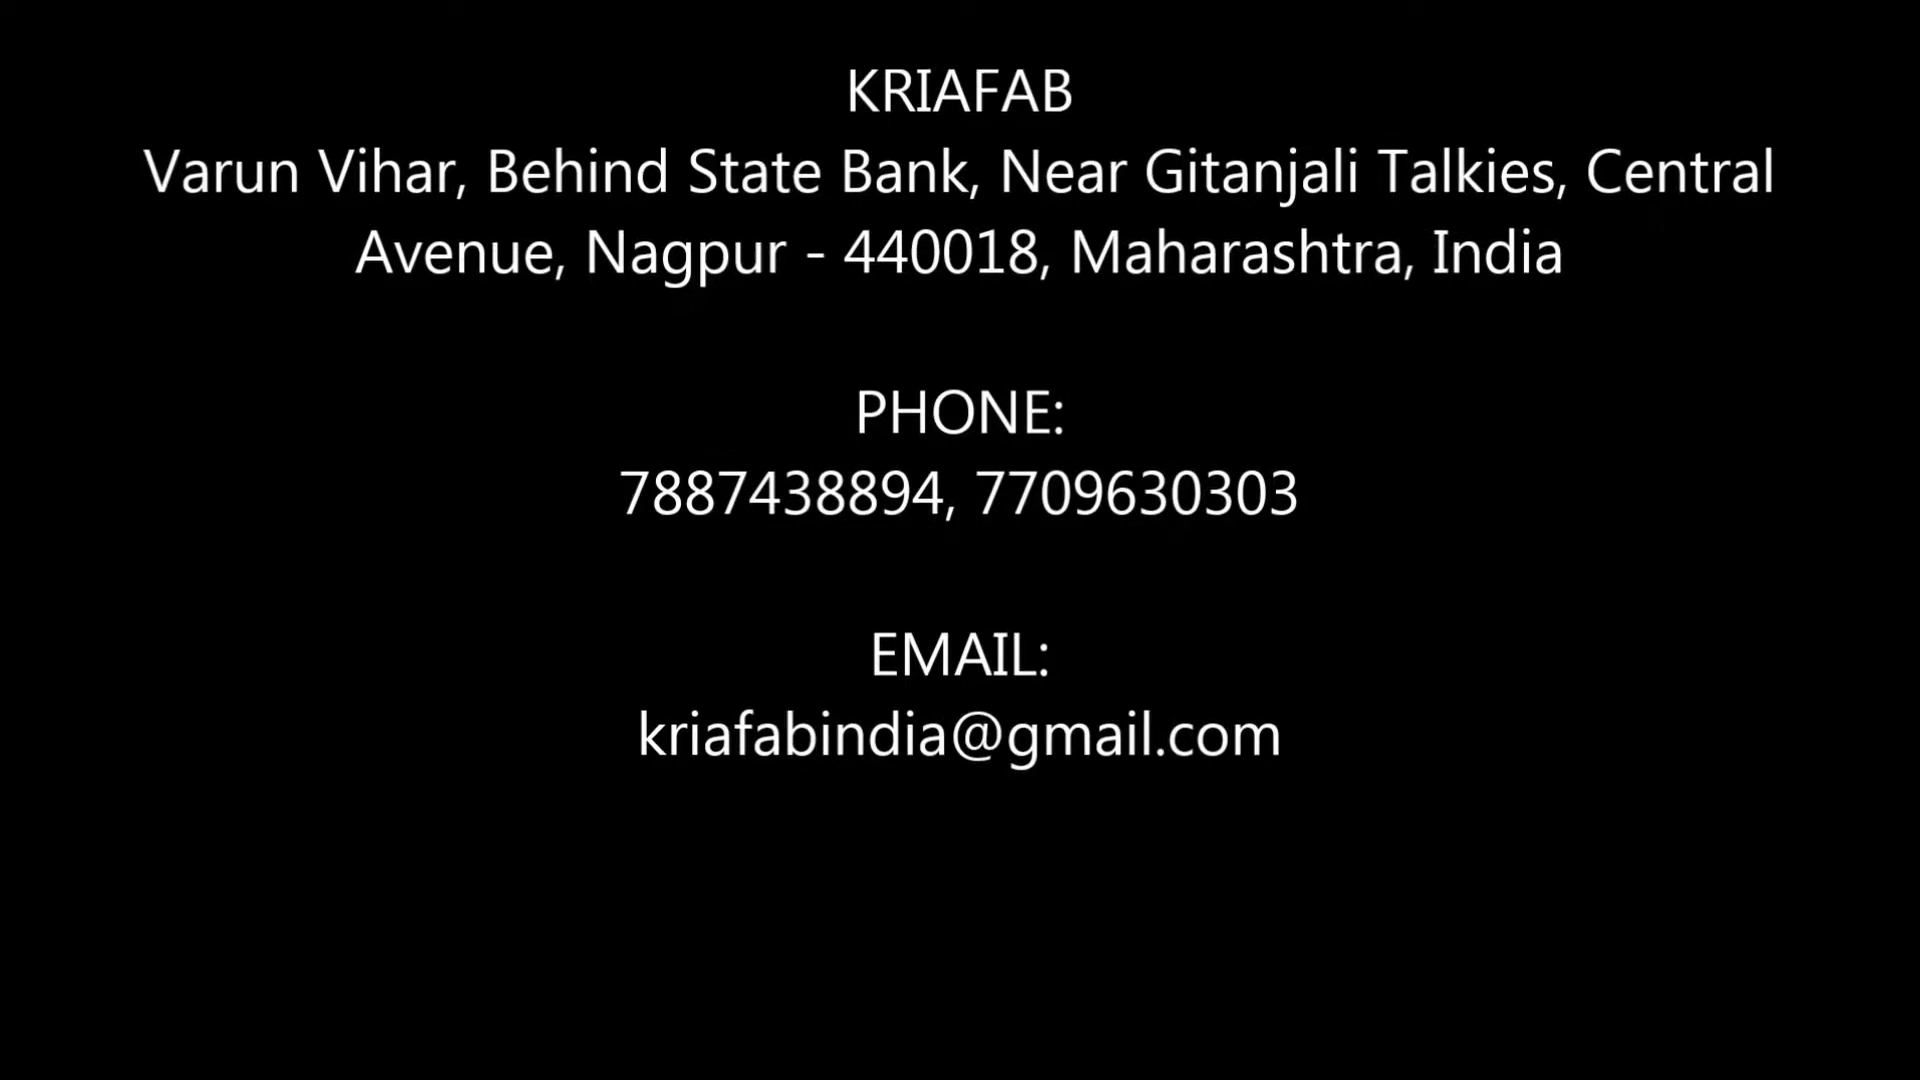 KRIAFAB
Varun Vihar, Behind State Bank, Near Gitanjali Talkies, Central
Avenue, Nagpur - 440018, Maharashtra, India
PHONE:
7887438894, 7709630303
EMAIL:
kriafabindia@gmail.com